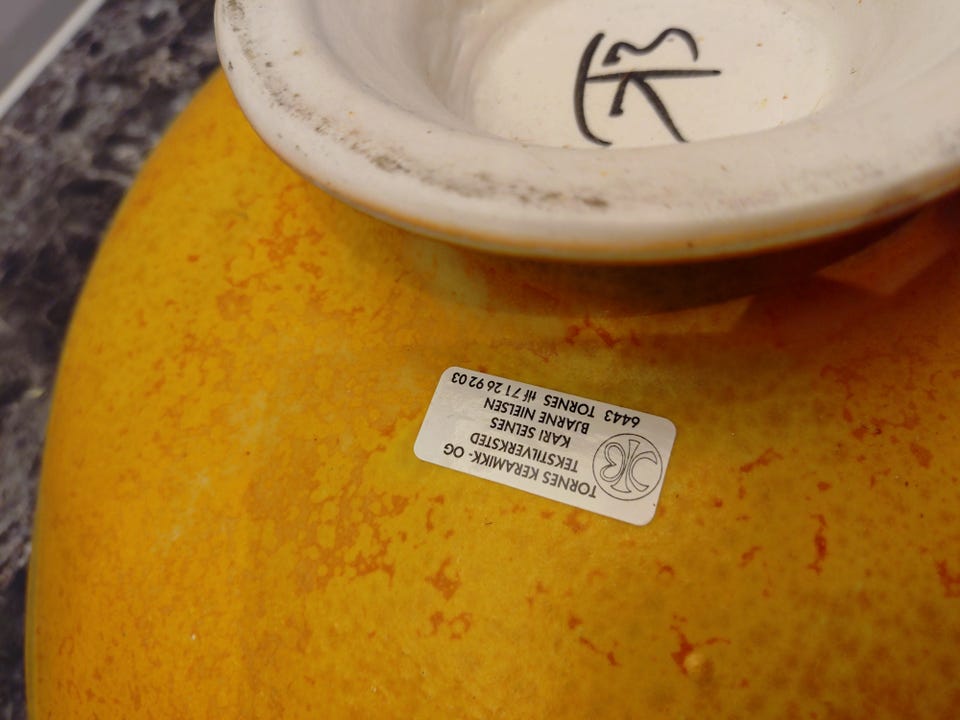 TORNES KERAMIKK- OG
TEKSTILVERKSTED
KARI SELNES
BJARNE NIELSEN
6443 TORNES tlf 71 26 92 03